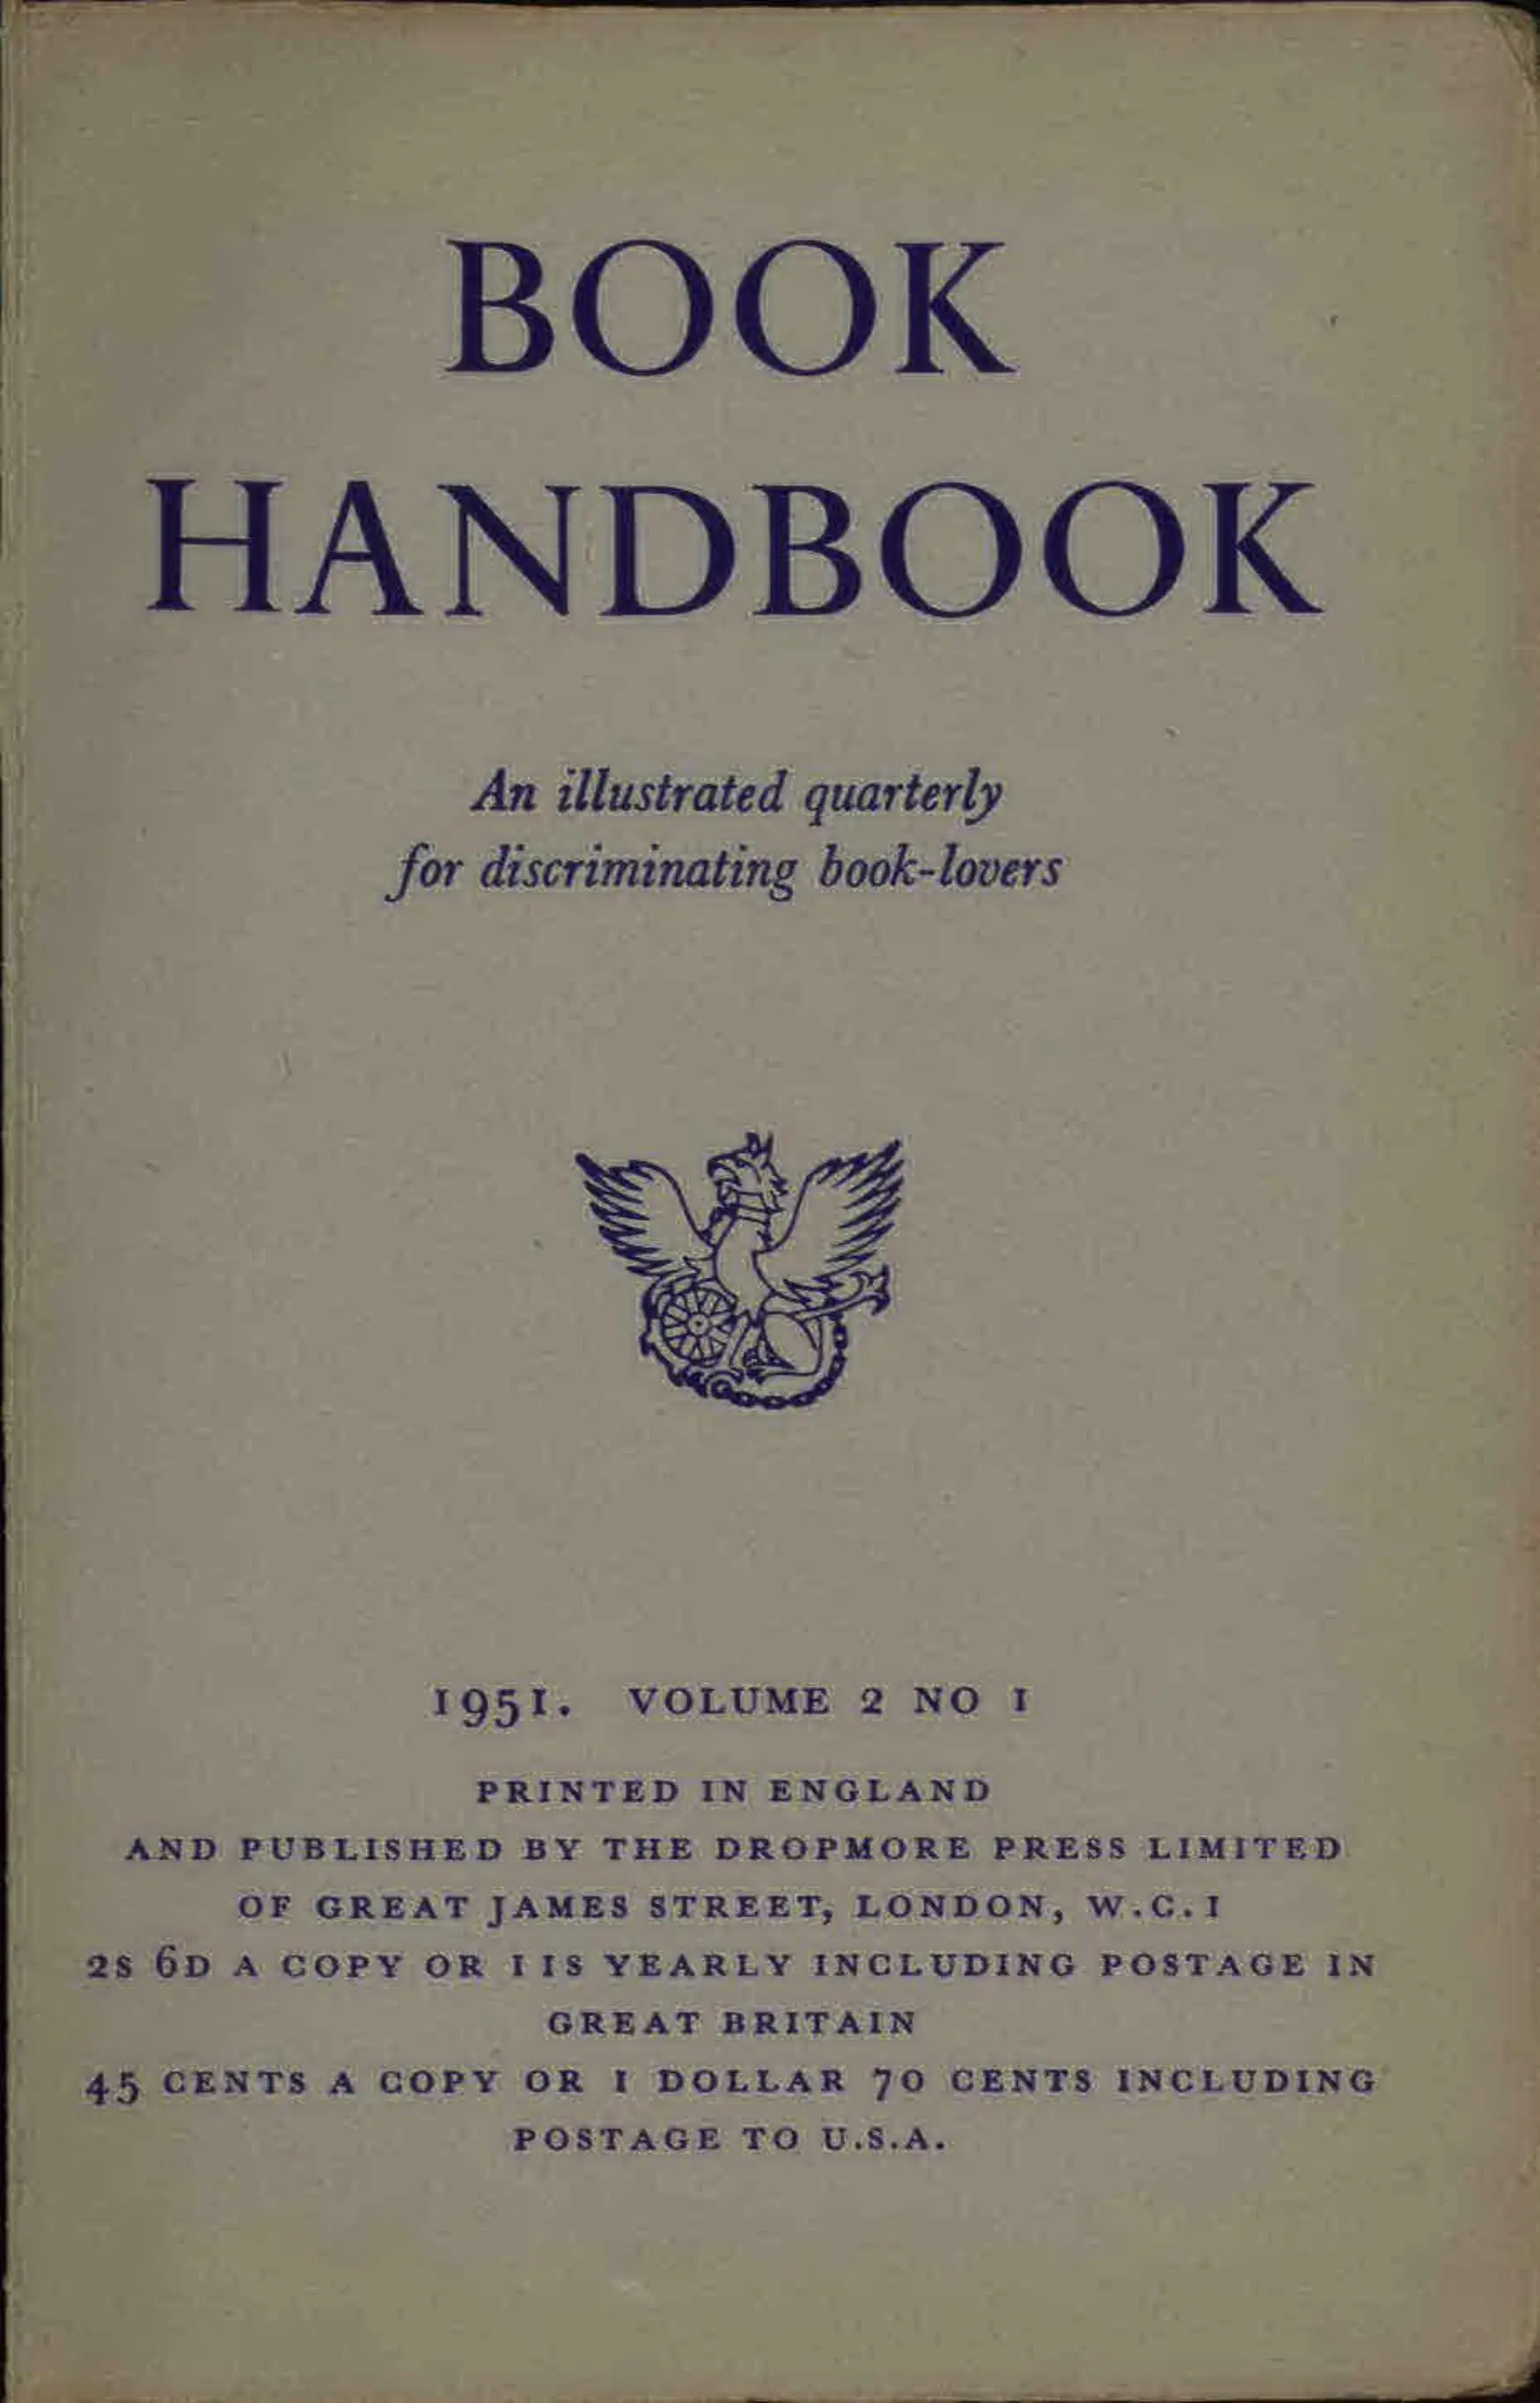 BOOK
HANDBOOK
An illustrated quarterly
for discriminating book-lovers
1951. VOLUME 2 NO 1
PRINTED IN ENGLAND
AND PUBLISHED BY THE DROPMORE PRESS LIMITED
OF GREAT JAMES STREET, LONDON, W.C.1
2S 6D A COPY OR 11S YEARLY INCLUDING POSTAGE IN
GREAT BRITAIN
45 CENTS A COPY OR 1 DOLLAR 70 CENTS INCLUDING
POSTAGE TO U.S.A.